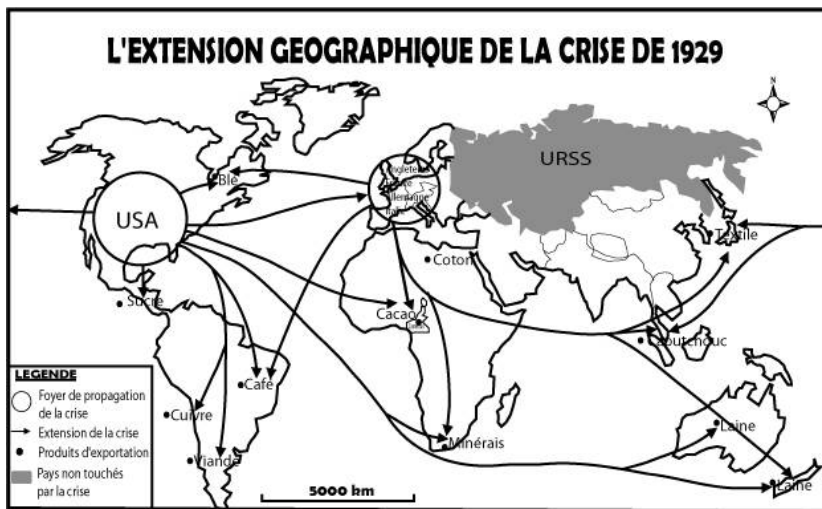 L'EXTENSION GEOGRAPHIQUE DE LA CRISE DE 1929
N
URSS
Blé
USA
Allemagne
Textile
Coton
Sucre
Cacao
Caoutchouc
Café
Cuivre
Viande
Minérais
Laine
Laine
LEGENDE
Foyer de propagation
de la crise
Extension de la crise
Produits d'exportation
Pays non touchés
par la crise
5000 km